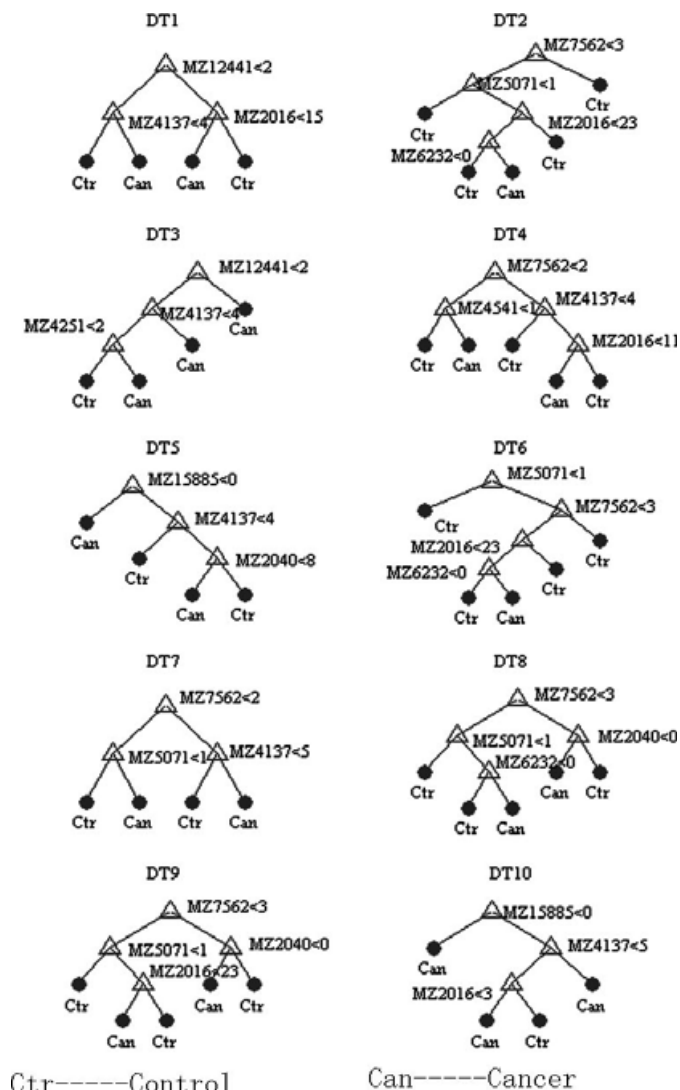 DT1
MZ12441<2
MZ4137<4
MZ2016<15
Ctr Can Can Ctr
DT2
MZ7562<3
MZ5071<1
Ctr
Ctr
MZ2016<23
MZ6232<0
Ctr
Ctr Can
DT3
MZ12441<2
MZ4137<4
Can
MZ4251<2
Can
Ctr Can
DT4
MZ7562<2
MZ4541<1
MZ4137<4
Ctr Can Ctr
MZ2016<11
Can Ctr
DT5
MZ15885<0
Can
MZ4137<4
Ctr
MZ2040<8
Can Ctr
DT6
MZ5071<1
Ctr
MZ7562<3
MZ2016<23
Ctr
MZ6232<0
Ctr
Ctr Can
DT7
MZ7562<2
MZ5071<1
MZ4137<5
Ctr Can Ctr Can
DT8
MZ7562<3
MZ5071<1
MZ2040<0
MZ6232<0
Ctr Can Ctr
Ctr Can
DT9
MZ7562<3
MZ5071<1
MZ2040<0
MZ2016<23
Ctr Can Ctr
Can Ctr
DT10
MZ15885<0
Can
MZ4137<5
MZ2016<3
Can
Can Ctr
Ctr-----Control
Can-----Cancer